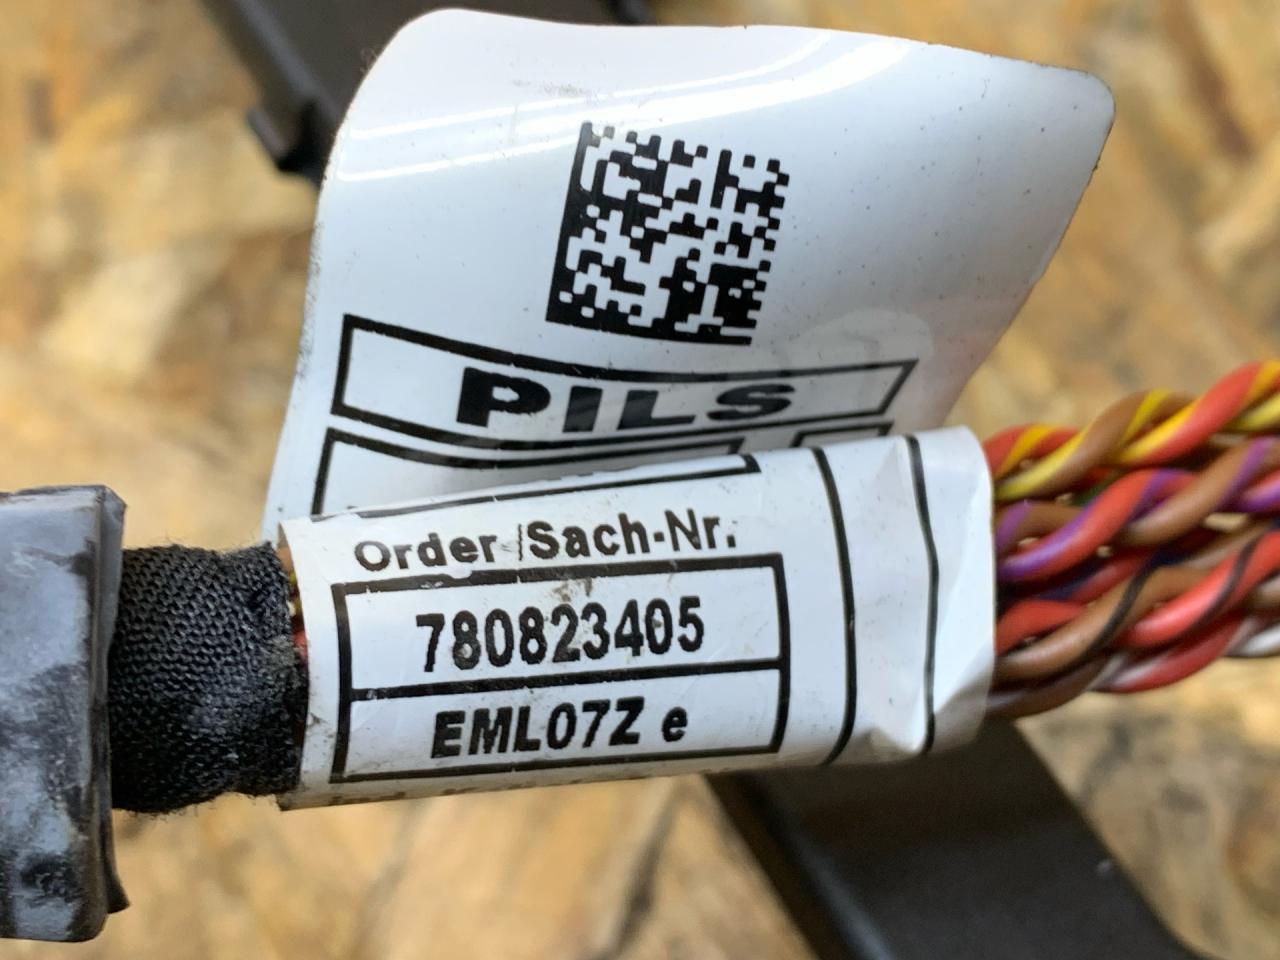 PILS
Order /Sach-Nr.
780823405
EML07Z e